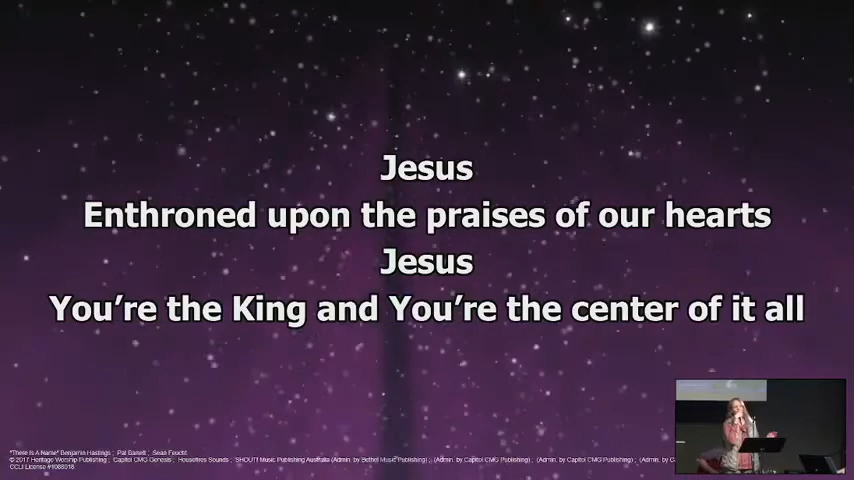 Jesus
Enthroned upon the praises of our hearts
Jesus
You're the King and You're the center of it all
"There Is A Name" Benjamin Hastings ; Pat Barrett ; Sean Feucht
© 2017 Heritage Worship Publishing ; Capitol CMG Genesis ; Housefires Sounds ; SHOUT! Music Publishing Australia (Admin. by Bethel Music Publishing) ; (Admin. by Capitol CMG Publishing) ; (Admin. by Capitol CMG Publishing) ; (Admin. by C
CCLI License #1088018